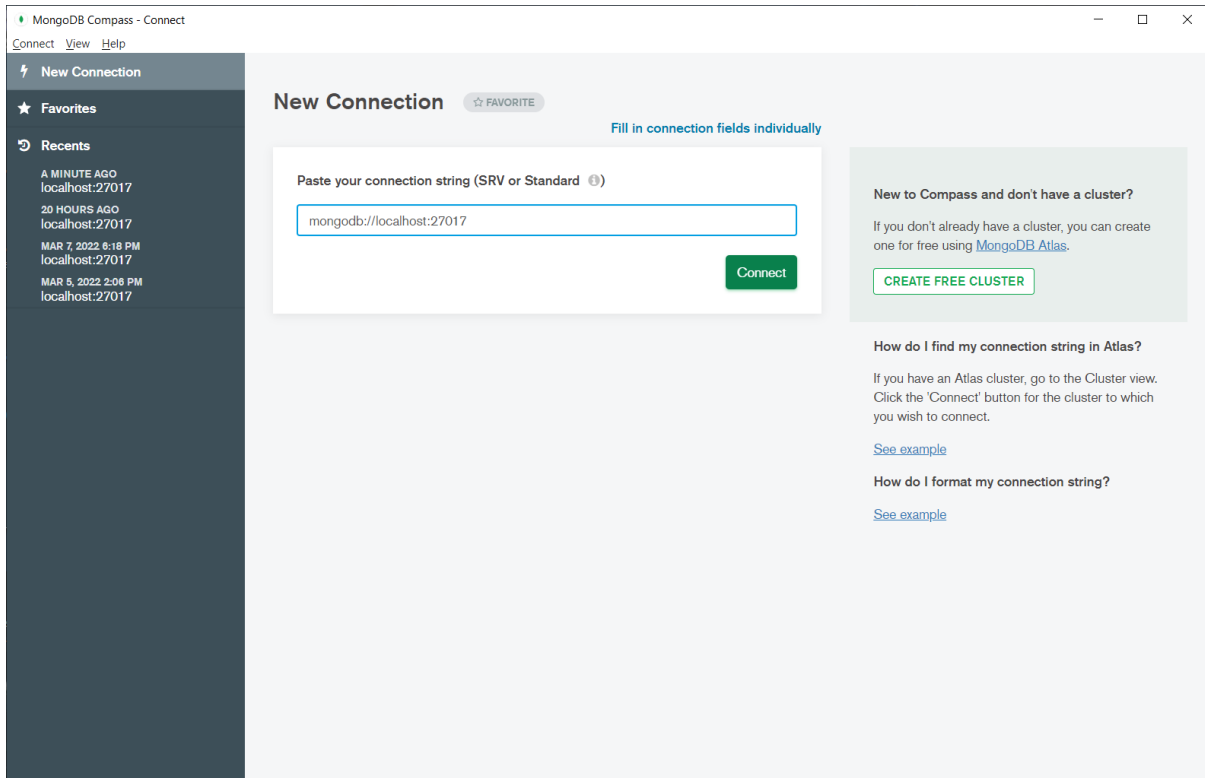 MongoDB Compass - Connect
Connect View Help
New Connection
Favorites
Recents
A MINUTE AGO
localhost:27017
20 HOURS AGO
localhost:27017
MAR 7, 2022 6:18 PM
localhost:27017
MAR 5, 2022 2:06 PM
localhost:27017
New Connection FAVORITE
Fill in connection fields individually
Paste your connection string (SRV or Standard )
mongodb://localhost:27017
Connect
New to Compass and don't have a cluster?
If you don't already have a cluster, you can create
one for free using MongoDB Atlas.
CREATE FREE CLUSTER
How do I find my connection string in Atlas?
If you have an Atlas cluster, go to the Cluster view.
Click the 'Connect' button for the cluster to which
you wish to connect.
See example
How do I format my connection string?
See example